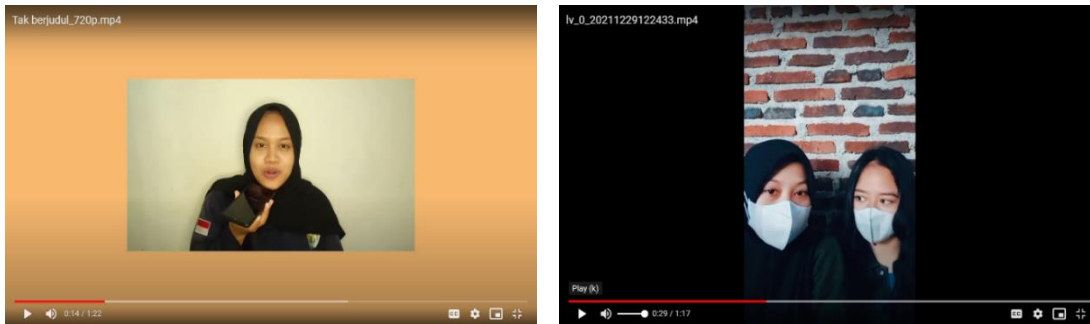 Tak berjudul_720p.mp4
0:14 / 1:22
lv_0_20211229122433.mp4
Play (k)
0:29 / 1:17